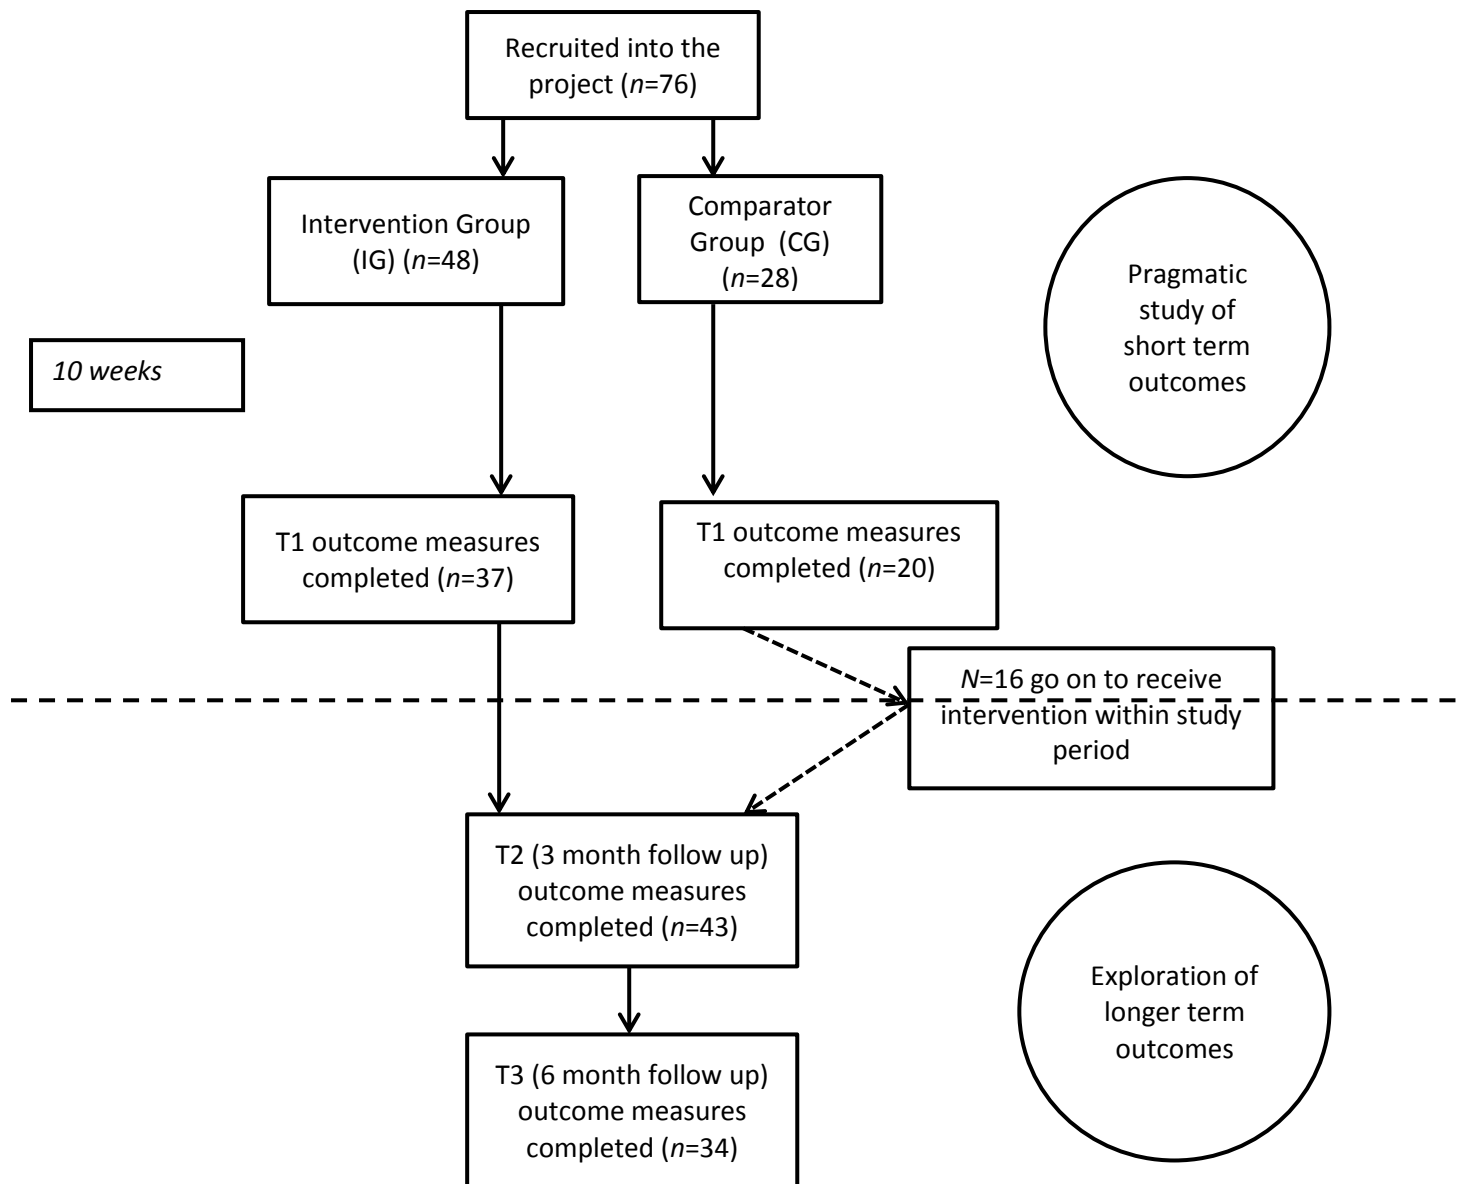 Recruited into the
project (n=76)
Intervention Group
(IG) (n=48)
Comparator
Group (CG)
(n=28)
Pragmatic
study of
short term
outcomes
10 weeks
T1 outcome measures
completed (n=37)
T1 outcome measures
completed (n=20)
N=16 go on to receive
intervention within study
period
T2 (3 month follow up)
outcome measures
completed (n=43)
Exploration of
longer term
outcomes
T3 (6 month follow up)
outcome measures
completed (n=34)